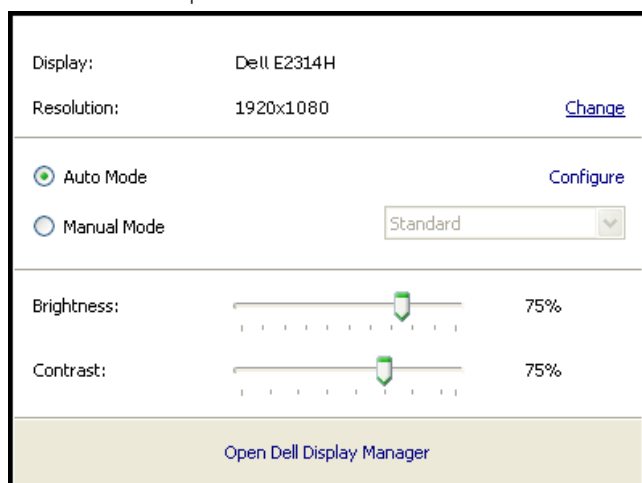 Display: Dell E2314H
Resolution: 1920x1080 Change
Auto Mode Configure
Manual Mode Standard
Brightness: 75%
Contrast: 75%
Open Dell Display Manager